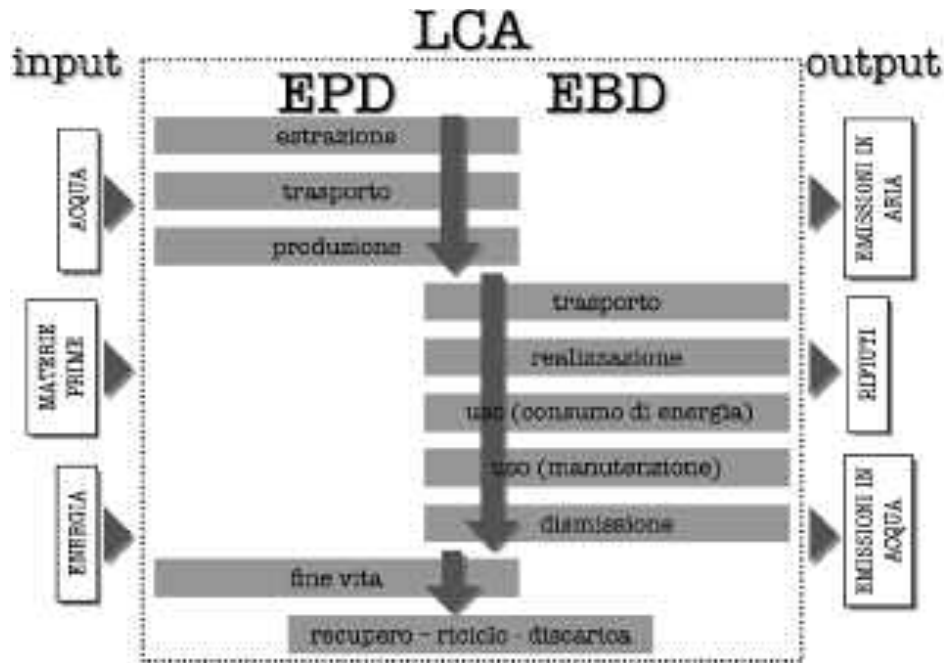 LCA
input
output
EPD
EBD
estrazione
trasporto
produzione
trasporto
realizzazione
uso (consumo di energia)
uso (manutenzione)
dismissione
fine vita
recupero - riciclo - discarica
ACQUA
MATERIE
PRIME
ENERGIA
EMISSIONI IN
ARIA
RIFIUTI
EMISSIONI IN
ACQUA